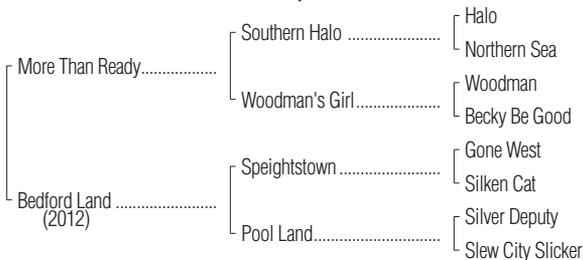 Halo
Southern Halo ......................
Northern Sea
More Than Ready..................
Woodman
Woodman's Girl....................
Becky Be Good
Gone West
Speightstown ........................
Silken Cat
Bedford Land ........................
(2012)
Silver Deputy
Pool Land..............................
Slew City Slicker